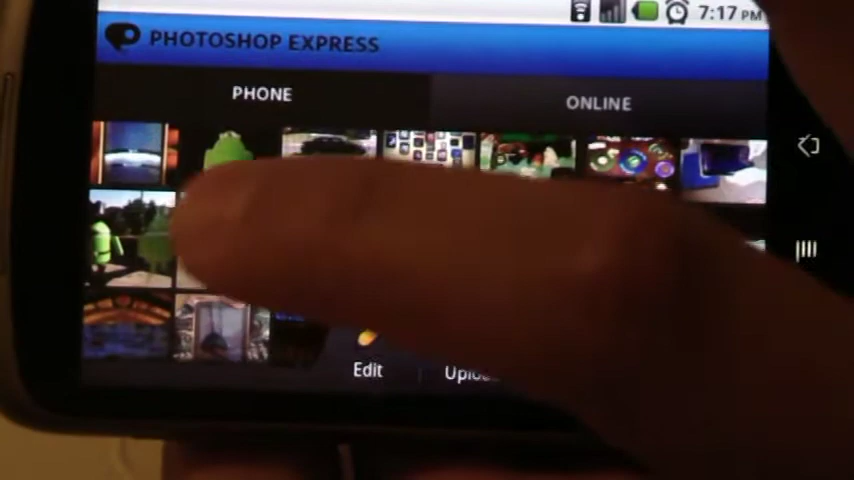 7:17 PM
PHOTOSHOP EXPRESS
PHONE
ONLINE
Edit